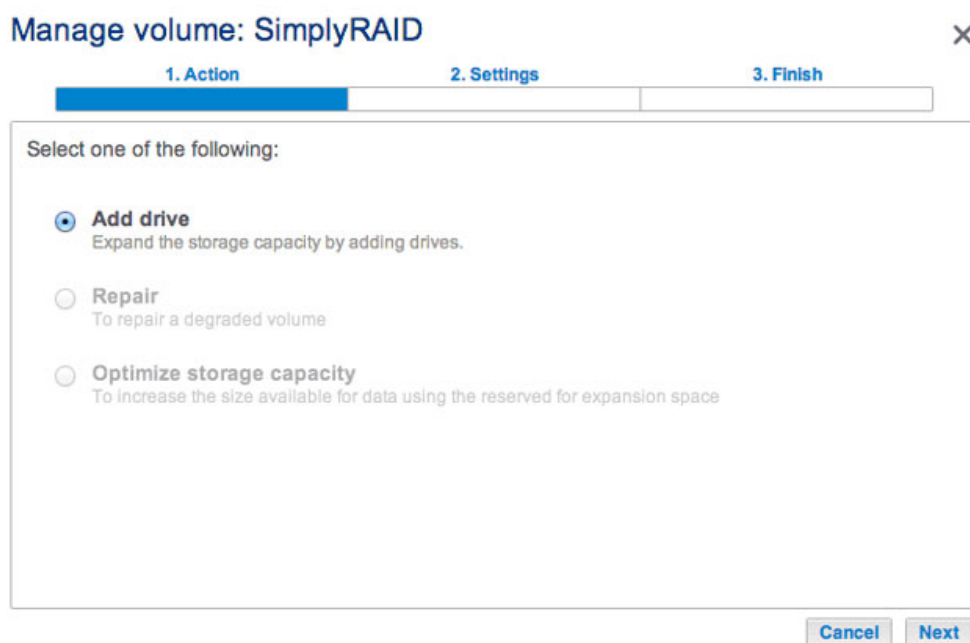 Manage volume: SimplyRAID
1. Action
2. Settings
3. Finish
Select one of the following:
Add drive
Expand the storage capacity by adding drives.
Repair
To repair a degraded volume
Optimize storage capacity
To increase the size available for data using the reserved for expansion space
Cancel
Next